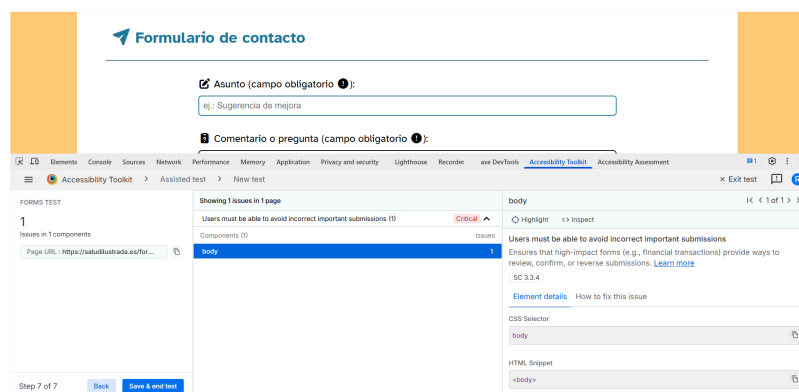 Formulario de contacto
Asunto (campo obligatorio !):
ej.: Sugerencia de mejora
Comentario o pregunta (campo obligatorio !):
Elements Console Sources Network Performance Memory Application Privacy and security Lighthouse Recorder axe DevTools Accessibility Toolkit Accessibility Assessment 1
Accessibility Toolkit > Assisted test > New test × Exit test R
FORMS TEST
1
Issues in 1 components
Page URL : https://saludilustrada.es/for...
Step 7 of 7 Back Save & end test
Showing 1 issues in 1 page
Users must be able to avoid incorrect important submissions (1) Critical
Components (1) Issues
body 1
body < 1 of 1 >
Highlight <> Inspect
Users must be able to avoid incorrect important submissions
Ensures that high-impact forms (e.g., financial transactions) provide ways to
review, confirm, or reverse submissions. Learn more
SC 3.3.4
Element details How to fix this issue
CSS Selector
body
HTML Snippet
<body>